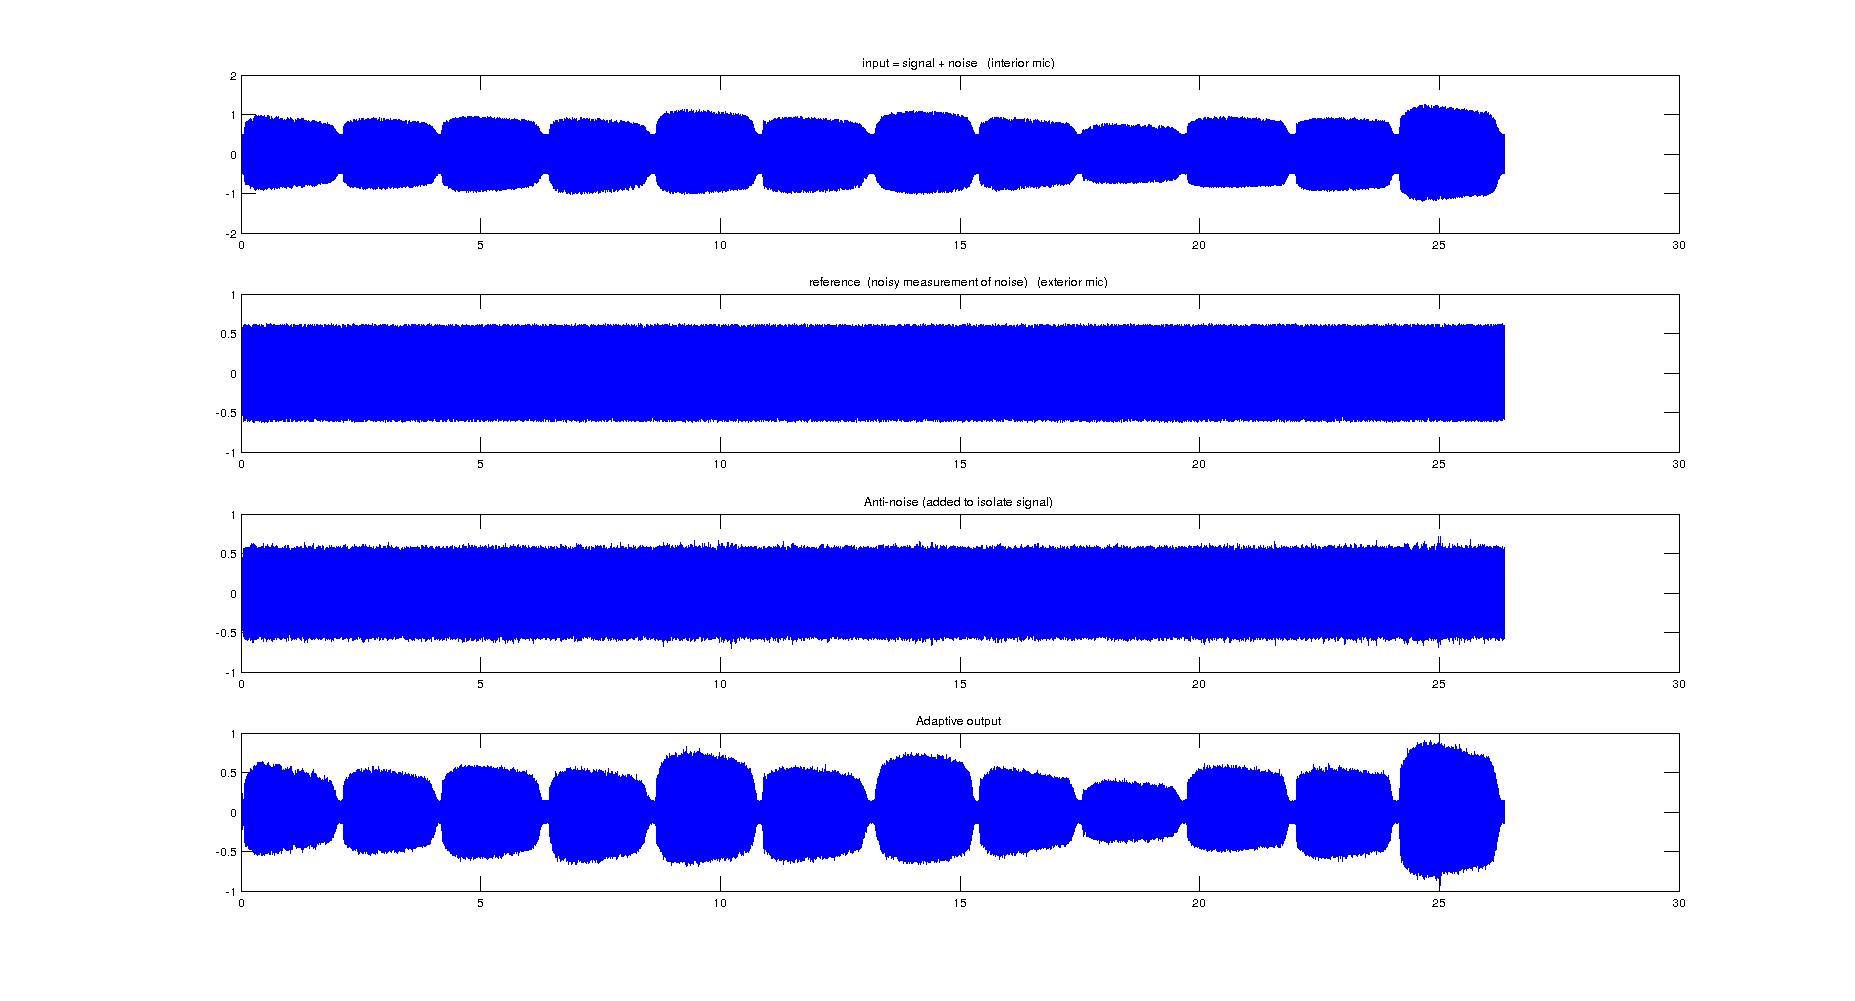 input = signal + noise   (interior mic)
2
1
0
-1
-2
0 5 10 15 20 25 30
reference  (noisy measurement of noise)   (exterior mic)
1
0.5
0
-0.5
-1
0 5 10 15 20 25 30
Anti-noise (added to isolate signal)
1
0.5
0
-0.5
-1
0 5 10 15 20 25 30
Adaptive output
1
0.5
0
-0.5
-1
0 5 10 15 20 25 30